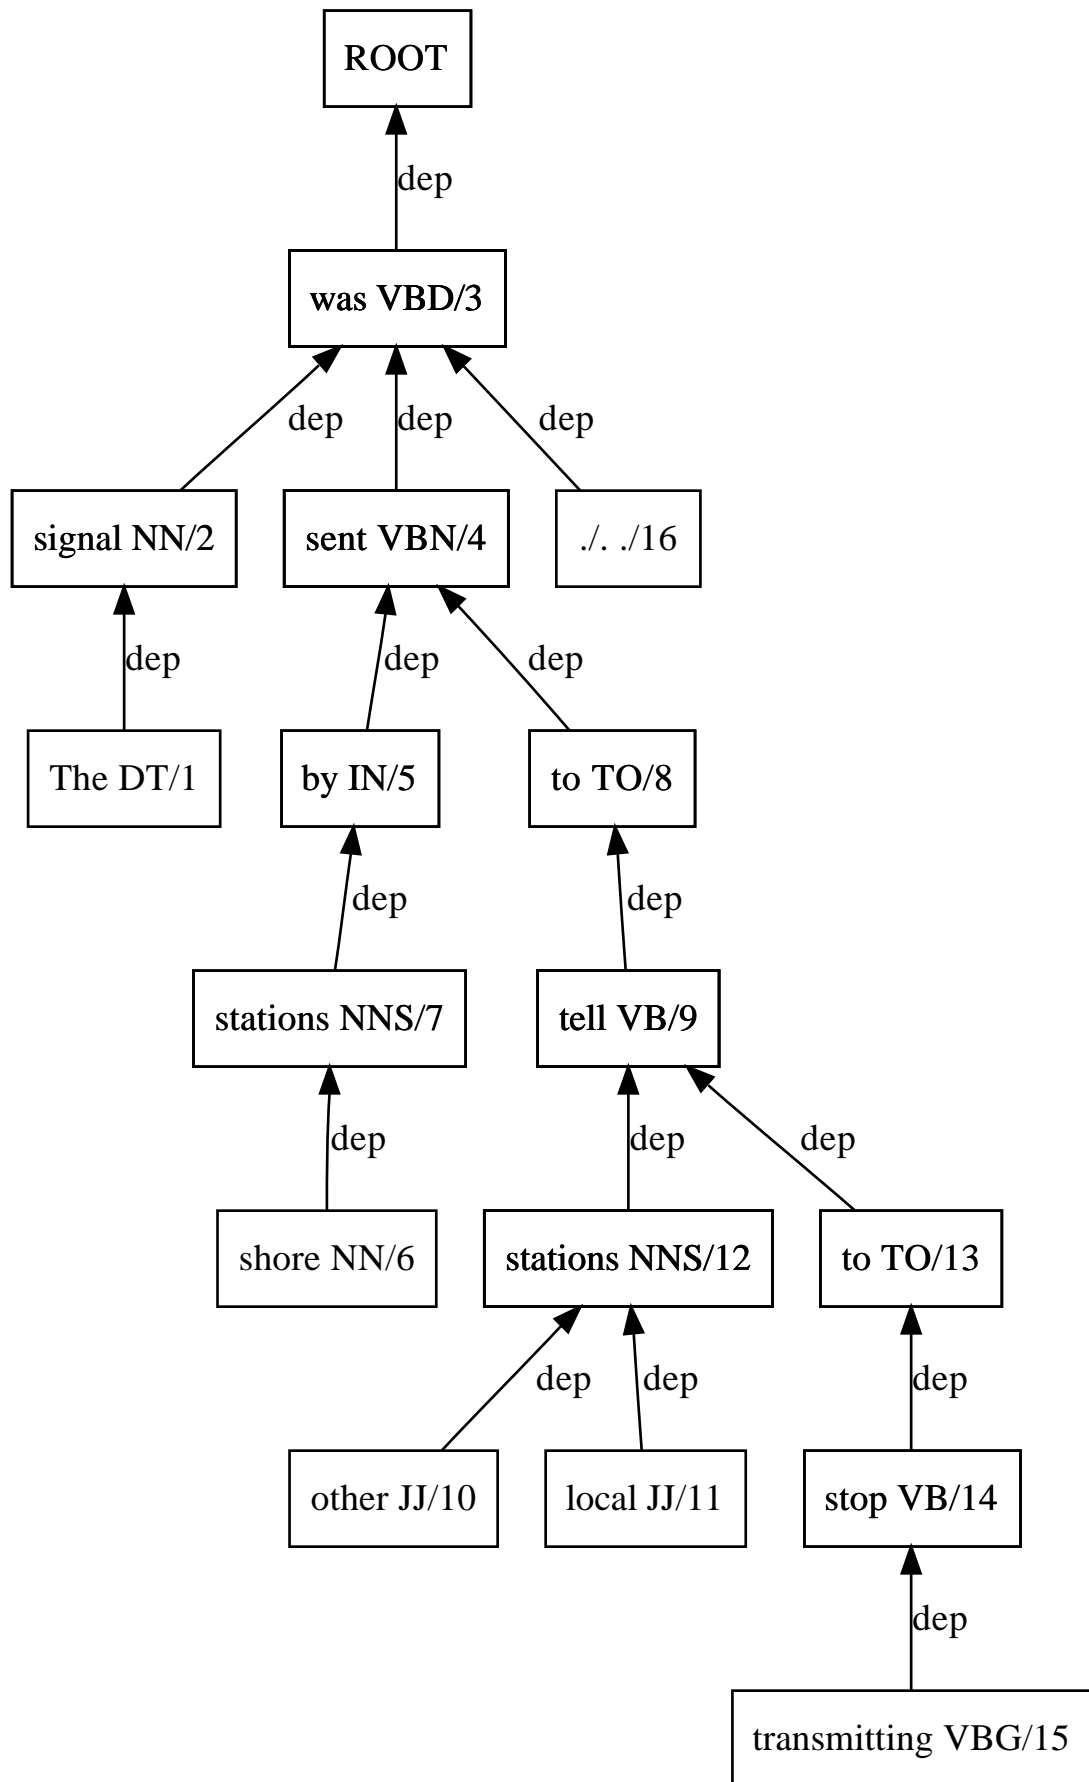 ROOT
dep
was VBD/3
dep dep dep
signal NN/2 sent VBN/4 ./. ./16
dep dep dep
The DT/1 by IN/5 to TO/8
dep dep
stations NNS/7 tell VB/9
dep dep dep
shore NN/6 stations NNS/12 to TO/13
dep dep dep
other JJ/10 local JJ/11 stop VB/14
dep
transmitting VBG/15